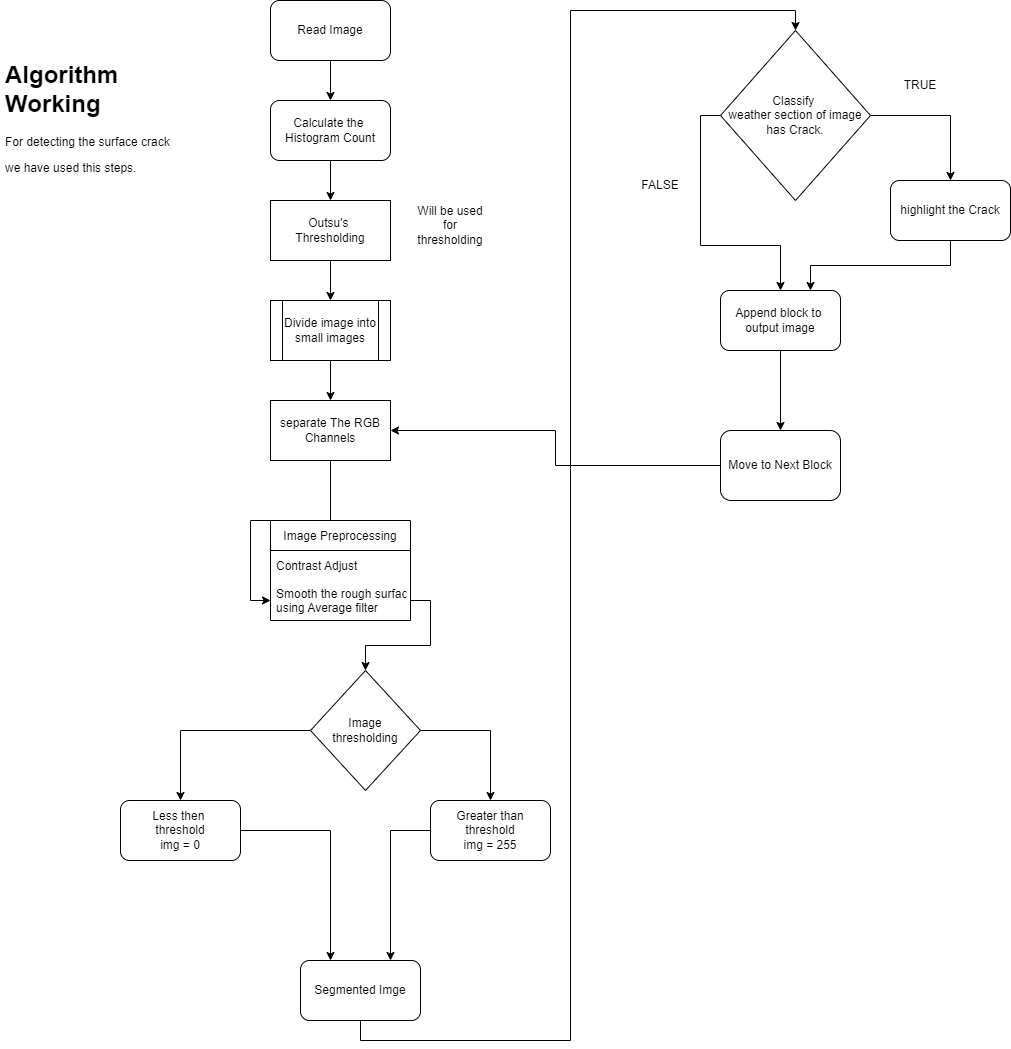 Algorithm
Working
For detecting the surface crack
we have used this steps.
Read Image
Calculate the
Histogram Count
Outsu's
Thresholding
Will be used
for
thresholding
Divide image into
small images
separate The RGB
Channels
Image Preprocessing
Contrast Adjust
Smooth the rough surfac
using Average filter
Image
thresholding
Less then
threshold
img = 0
Greater than
threshold
img = 255
Segmented Imge
Classify
weather section of image
has Crack.
TRUE
FALSE
highlight the Crack
Append block to
output image
Move to Next Block